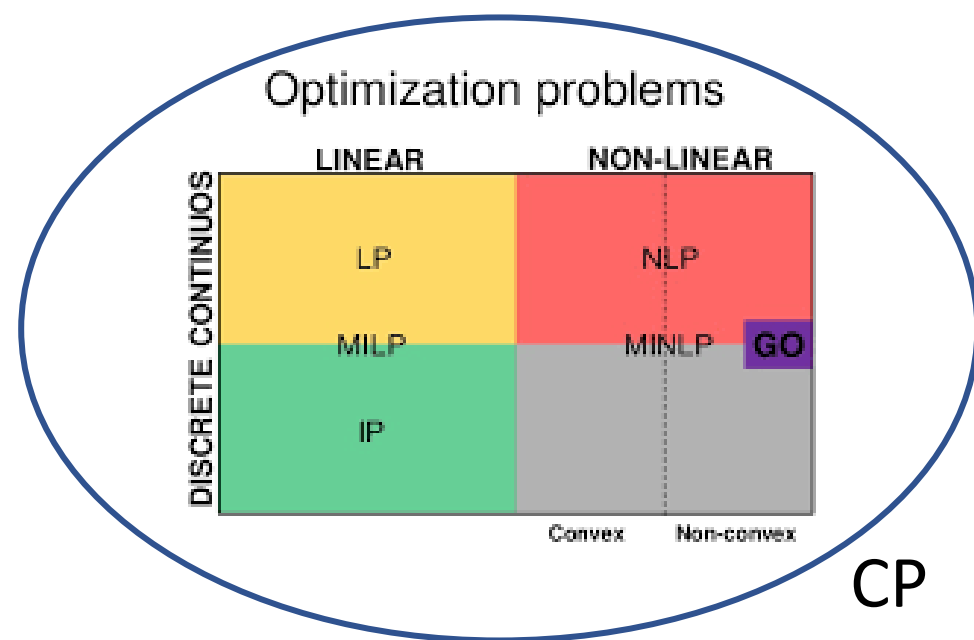 Optimization problems
LINEAR
NON-LINEAR
DISCRETE CONTINUOS
LP
NLP
MILP
MINLP
GO
IP
Convex
Non-convex
CP